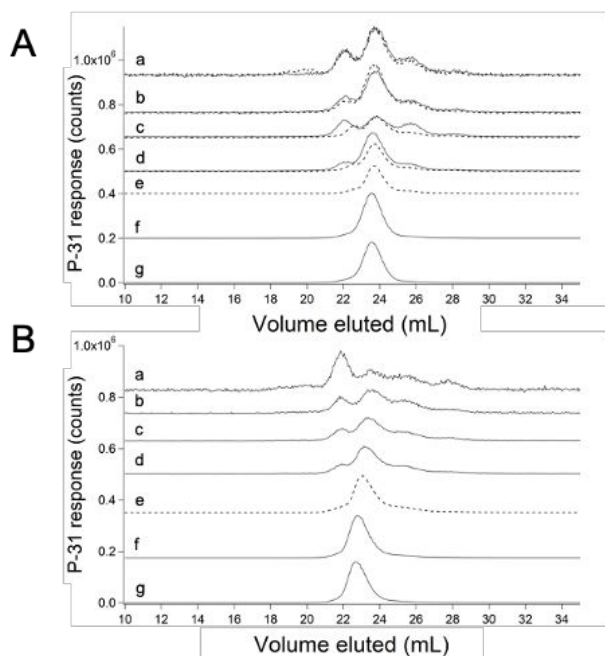 A
P-31 response (counts)
1.0x10⁶
0.8
0.6
0.4
0.2
0.0
a
b
c
d
e
f
g
10 12 14 16 18 20 22 24 26 28 30 32 34
Volume eluted (mL)
B
P-31 response (counts)
1.0x10⁶
0.8
0.6
0.4
0.2
0.0
a
b
c
d
e
f
g
10 12 14 16 18 20 22 24 26 28 30 32 34
Volume eluted (mL)